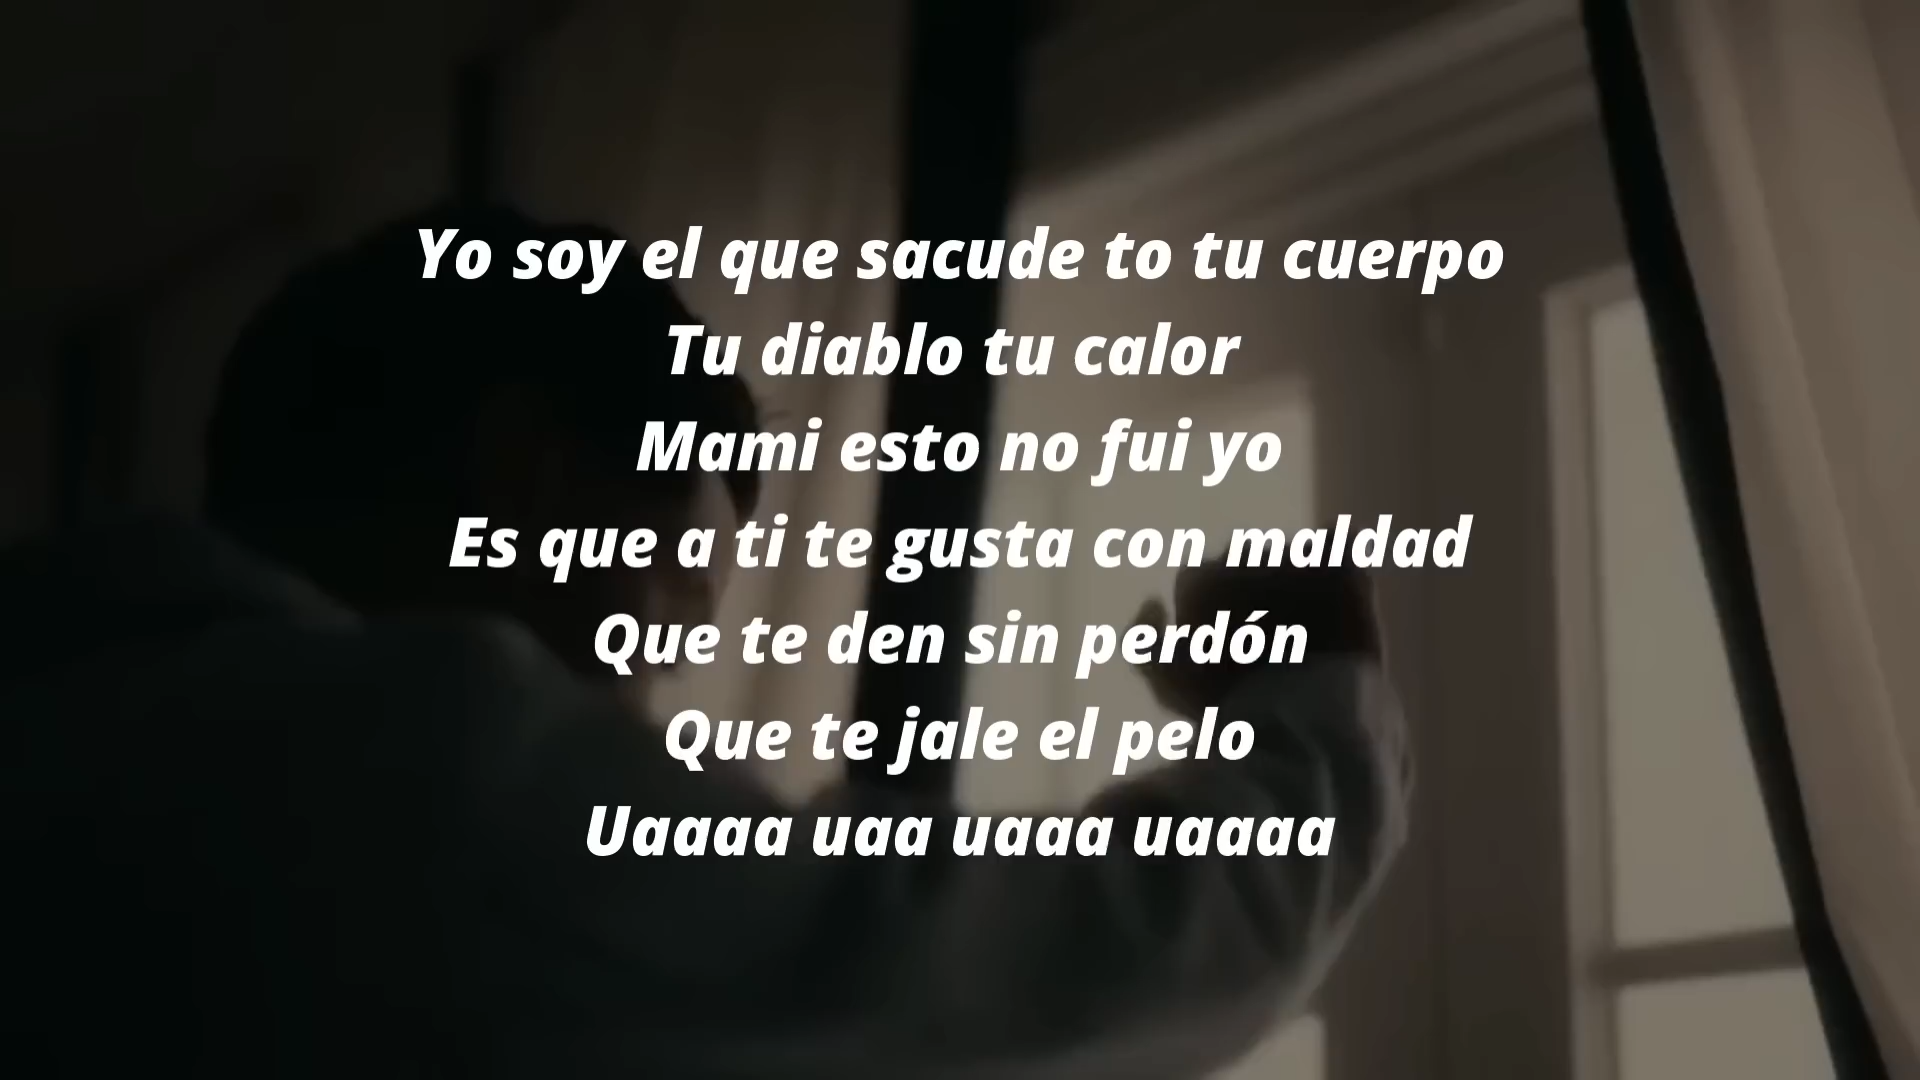 Yo soy el que sacude to tu cuerpo
Tu diablo tu calor
Mami esto no fui yo
Es que a ti te gusta con maldad
Que te den sin perdón
Que te jale el pelo
Uaaaa uaa uaaa uaaaa